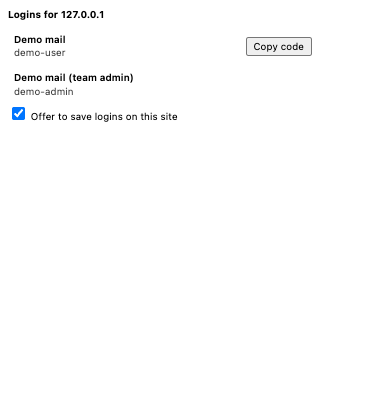 Logins for 127.0.0.1
Demo mail
demo-user
Copy code
Demo mail (team admin)
demo-admin
Offer to save logins on this site